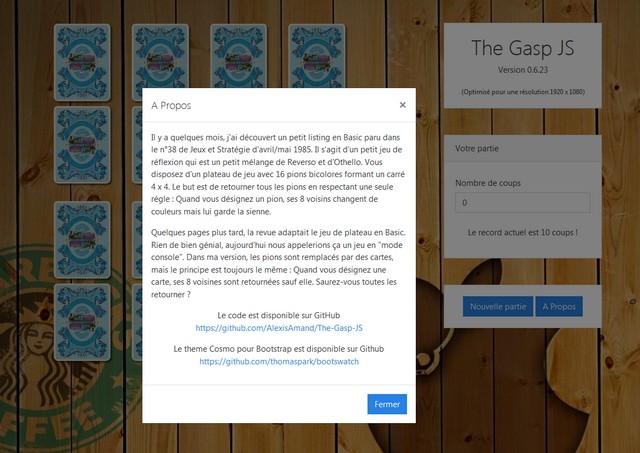 The Gasp JS
Version 0.6.23
(Optimisé pour une résolution 1920 x 1080)
A Propos
×
Il y a quelques mois, j'ai découvert un petit listing en Basic paru dans
le n°38 de Jeux et Stratégie d'avril/mai 1985. Il s'agit d'un petit jeu de
réflexion qui est un petit mélange de Reverso et d'Othello. Vous
disposez d'un plateau de jeu avec 16 pions bicolores formant un carré
4 x 4. Le but est de retourner tous les pions en respectant une seule
règle : Quand vous désignez un pion, ses 8 voisins changent de
couleurs mais lui garde la sienne.
Quelques pages plus tard, la revue adaptait le jeu de plateau en Basic.
Rien de bien génial, aujourd'hui nous appelerions ça un jeu en "mode
console". Dans ma version, les pions sont remplacés par des cartes,
mais le principe est toujours le même : Quand vous désignez une
carte, ses 8 voisines sont retournées sauf elle. Saurez-vous toutes les
retourner ?
Le code est disponible sur GitHub
https://github.com/AlexisAmand/The-Gasp-JS
Le theme Cosmo pour Bootstrap est disponible sur Github
https://github.com/thomaspark/bootswatch
Fermer
Votre partie
Nombre de coups
0
Le record actuel est 10 coups !
Nouvelle partie
A Propos